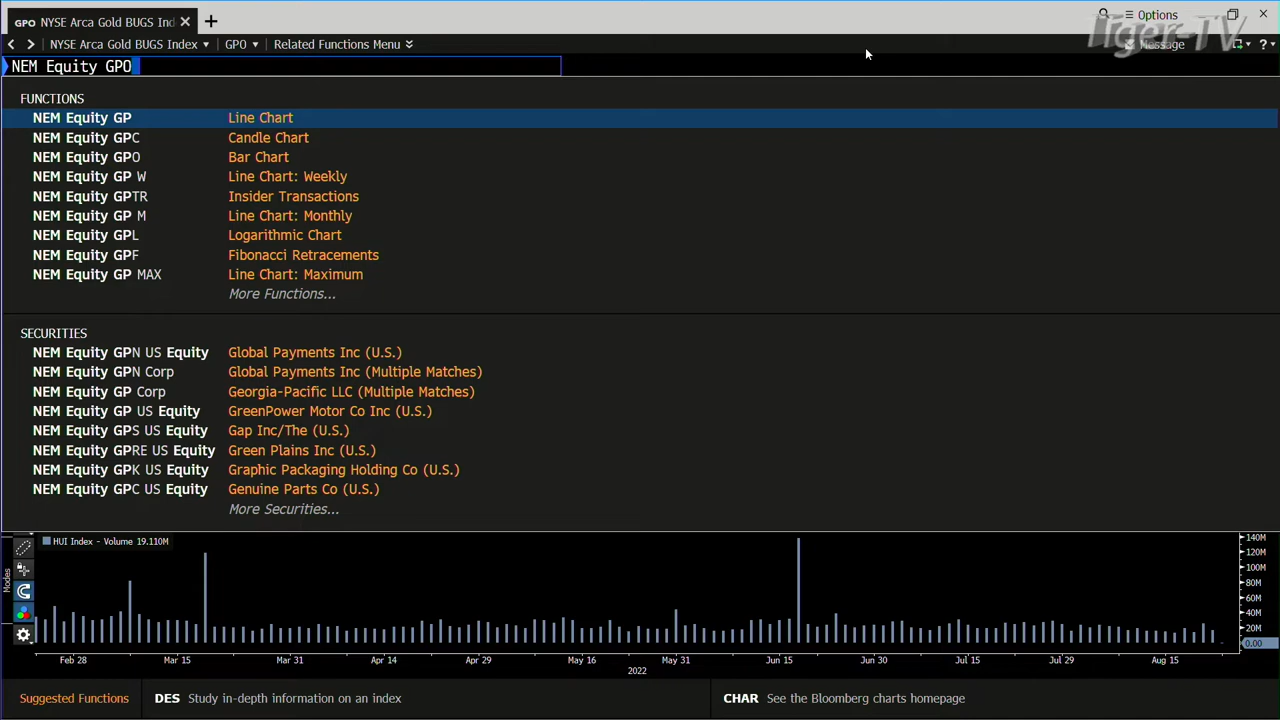 GPO NYSE Arca Gold BUGS Ind
Options
Tiger-TV
NYSE Arca Gold BUGS Index GPO Related Functions Menu Message ?
NEM Equity GPO
FUNCTIONS
NEM Equity GP Line Chart
NEM Equity GPC Candle Chart
NEM Equity GPO Bar Chart
NEM Equity GP W Line Chart: Weekly
NEM Equity GPTR Insider Transactions
NEM Equity GP M Line Chart: Monthly
NEM Equity GPL Logarithmic Chart
NEM Equity GPF Fibonacci Retracements
NEM Equity GP MAX Line Chart: Maximum
More Functions...
SECURITIES
NEM Equity GPN US Equity Global Payments Inc (U.S.)
NEM Equity GPN Corp Global Payments Inc (Multiple Matches)
NEM Equity GP Corp Georgia-Pacific LLC (Multiple Matches)
NEM Equity GP US Equity GreenPower Motor Co Inc (U.S.)
NEM Equity GPS US Equity Gap Inc/The (U.S.)
NEM Equity GPRE US Equity Green Plains Inc (U.S.)
NEM Equity GPK US Equity Graphic Packaging Holding Co (U.S.)
NEM Equity GPC US Equity Genuine Parts Co (U.S.)
More Securities...
HUI Index - Volume 19.110M
Modes
140M
120M
100M
80M
60M
40M
20M
0.00
Feb 28 Mar 15 Mar 31 Apr 14 Apr 29 May 16 May 31 Jun 15 Jun 30 Jul 15 Jul 29 Aug 15
2022
Suggested Functions DES Study in-depth information on an index CHAR See the Bloomberg charts homepage